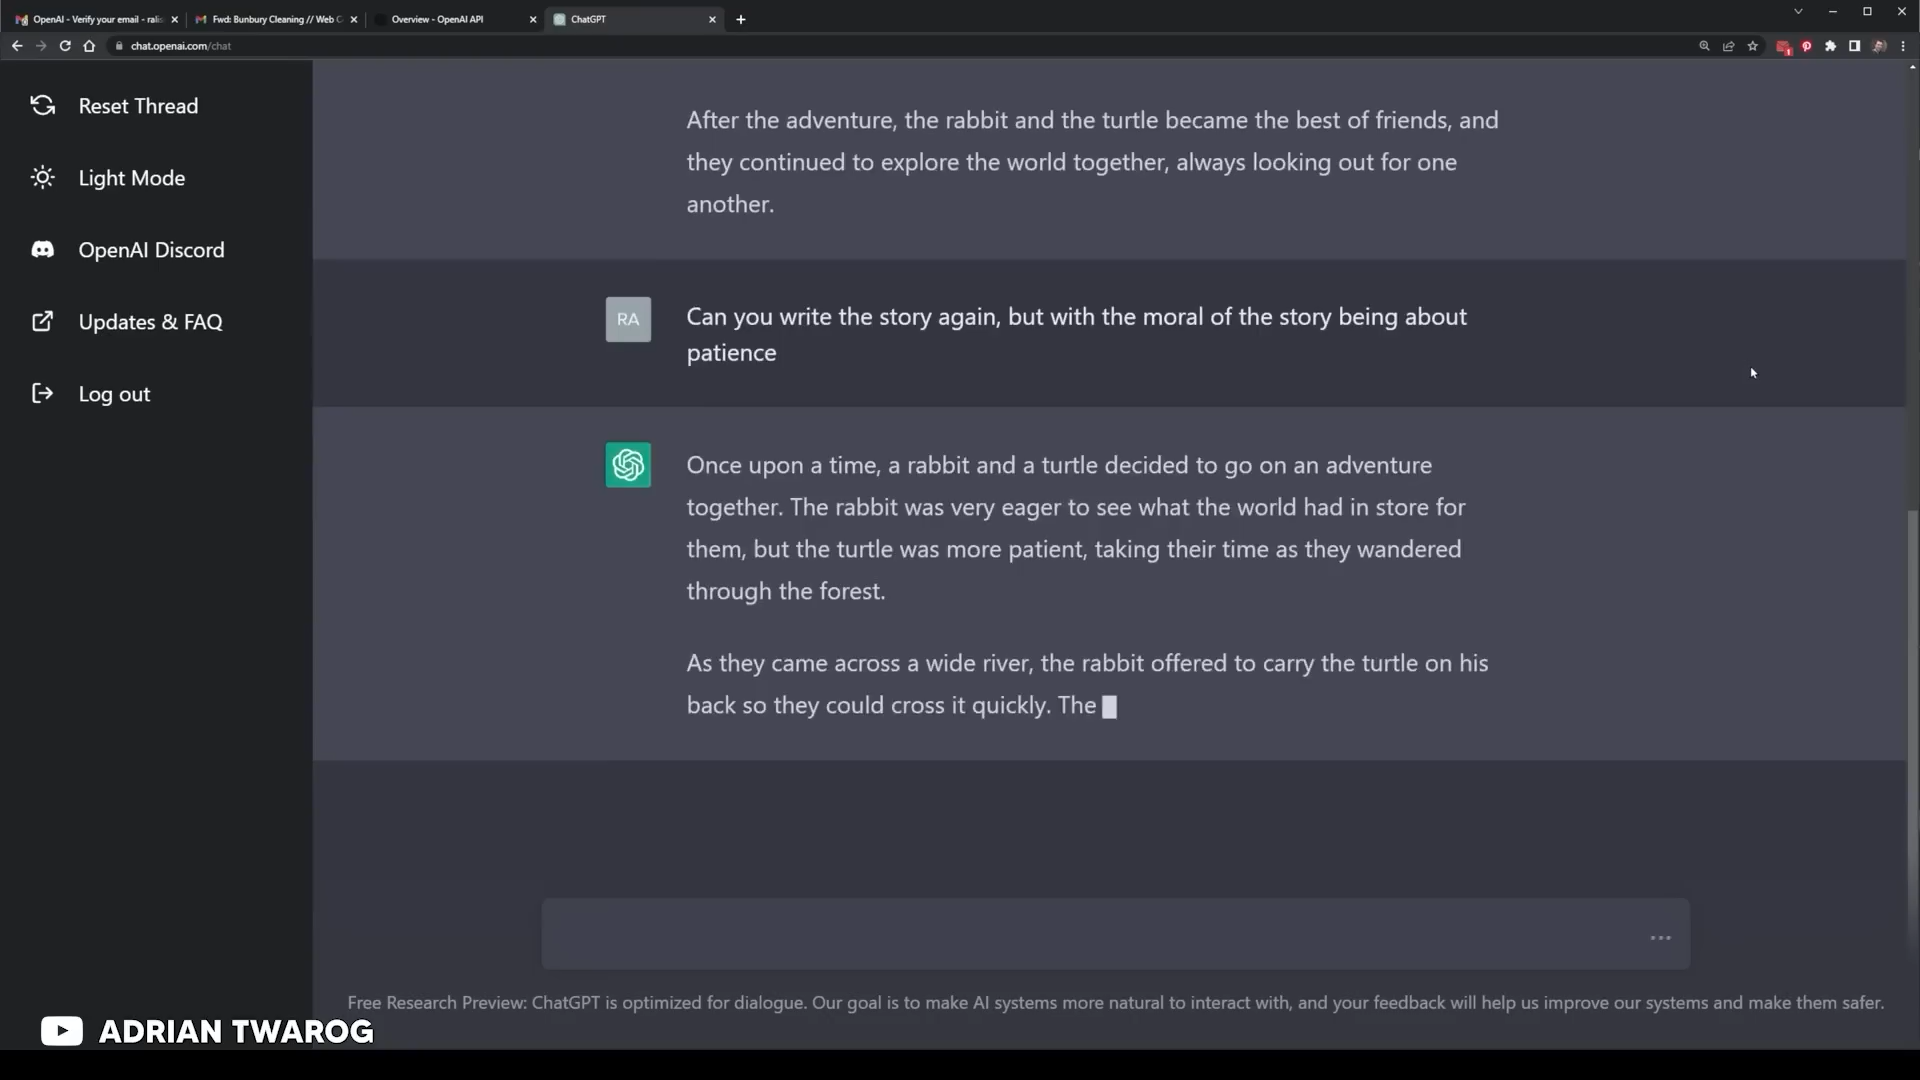 OpenAI - Verify your email - ralis
Fwd: Bunbury Cleaning // Web C
Overview - OpenAI API
ChatGPT
chat.openai.com/chat
1
Reset Thread
Light Mode
OpenAI Discord
Updates & FAQ
Log out
After the adventure, the rabbit and the turtle became the best of friends, and
they continued to explore the world together, always looking out for one
another.
RA
Can you write the story again, but with the moral of the story being about
patience
Once upon a time, a rabbit and a turtle decided to go on an adventure
together. The rabbit was very eager to see what the world had in store for
them, but the turtle was more patient, taking their time as they wandered
through the forest.
As they came across a wide river, the rabbit offered to carry the turtle on his
back so they could cross it quickly. The
Free Research Preview: ChatGPT is optimized for dialogue. Our goal is to make AI systems more natural to interact with, and your feedback will help us improve our systems and make them safer.
ADRIAN TWAROG